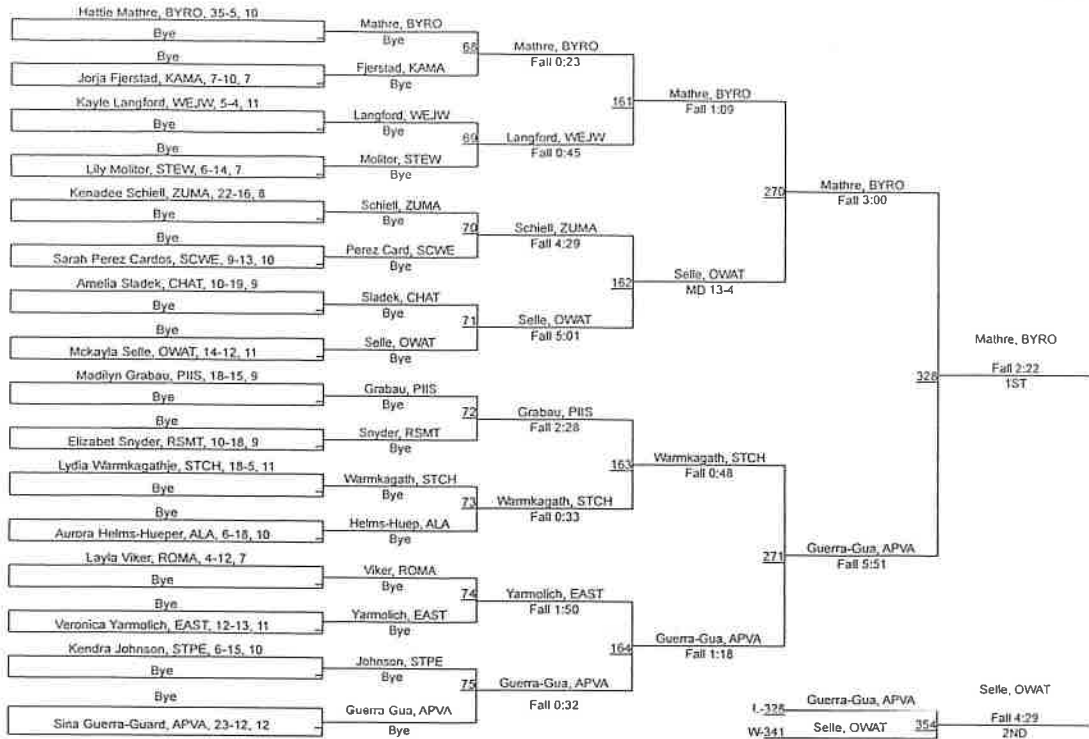 Hattie Mathre, BYRO, 35-5, 10
Bye
Bye
Jorja Fjerstad, KAMA, 7-10, 7
Kayle Langford, WEJW, 5-4, 11
Bye
Bye
Lily Molitor, STEW, 6-14, 7
Kenadee Schiell, ZUMA, 22-16, 8
Bye
Bye
Sarah Perez Cardos, SCWE, 9-13, 10
Amelia Sladek, CHAT, 10-19, 9
Bye
Bye
Mckayla Selle, OWAT, 14-12, 11
Madilyn Grabau, PIIS, 18-15, 9
Bye
Bye
Elizabet Snyder, RSMT, 10-18, 9
Lydia Warmkagathje, STCH, 18-5, 11
Bye
Bye
Aurora Helms-Hueper, ALA, 6-18, 10
Layla Viker, ROMA, 4-12, 7
Bye
Bye
Veronica Yarmolich, EAST, 12-13, 11
Kendra Johnson, STPE, 6-15, 10
Bye
Bye
Sina Guerra-Guard, APVA, 23-12, 12
Mathre, BYRO
Bye
68
Fjerstad, KAMA
Bye
Langford, WEJW
Bye
69
Molitor, STEW
Bye
Schiell, ZUMA
Bye
70
Perez Card, SCWE
Bye
Sladek, CHAT
Bye
71
Selle, OWAT
Bye
Grabau, PIIS
Bye
72
Snyder, RSMT
Bye
Warmkagath, STCH
Bye
73
Helms-Huep, ALA
Bye
Viker, ROMA
Bye
74
Yarmolich, EAST
Bye
Johnson, STPE
Bye
75
Guerra Gua, APVA
Bye
Mathre, BYRO
Fall 0:23
161
Langford, WEJW
Fall 0:45
Schiell, ZUMA
Fall 4:29
162
Selle, OWAT
Fall 5:01
Grabau, PIIS
Fall 2:28
163
Warmkagath, STCH
Fall 0:33
Yarmolich, EAST
Fall 1:50
164
Guerra-Gua, APVA
Fall 0:32
Mathre, BYRO
Fall 1:09
270
Selle, OWAT
MD 13-4
Warmkagath, STCH
Fall 0:48
271
Guerra-Gua, APVA
Fall 1:18
Mathre, BYRO
Fall 3:00
328
Guerra-Gua, APVA
Fall 5:51
Mathre, BYRO
Fall 2:22
1ST
L-328
Guerra-Gua, APVA
W-341
Selle, OWAT
354
Selle, OWAT
Fall 4:29
2ND